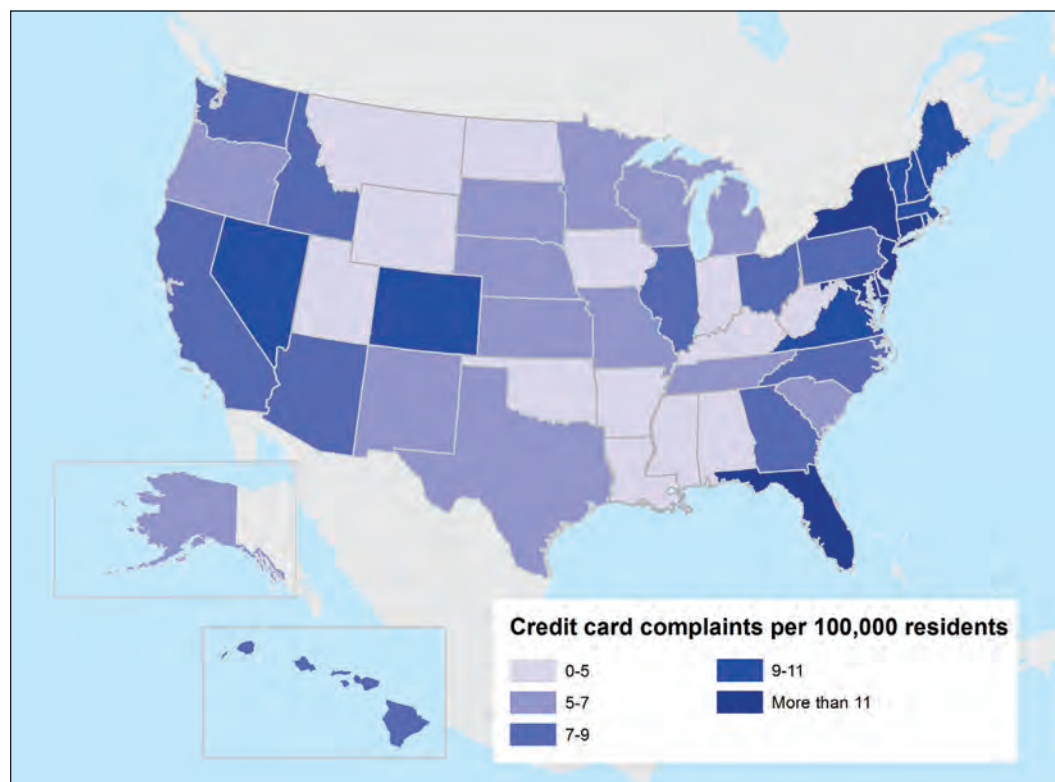 Credit card complaints per 100,000 residents
0-5
5-7
7-9
9-11
More than 11